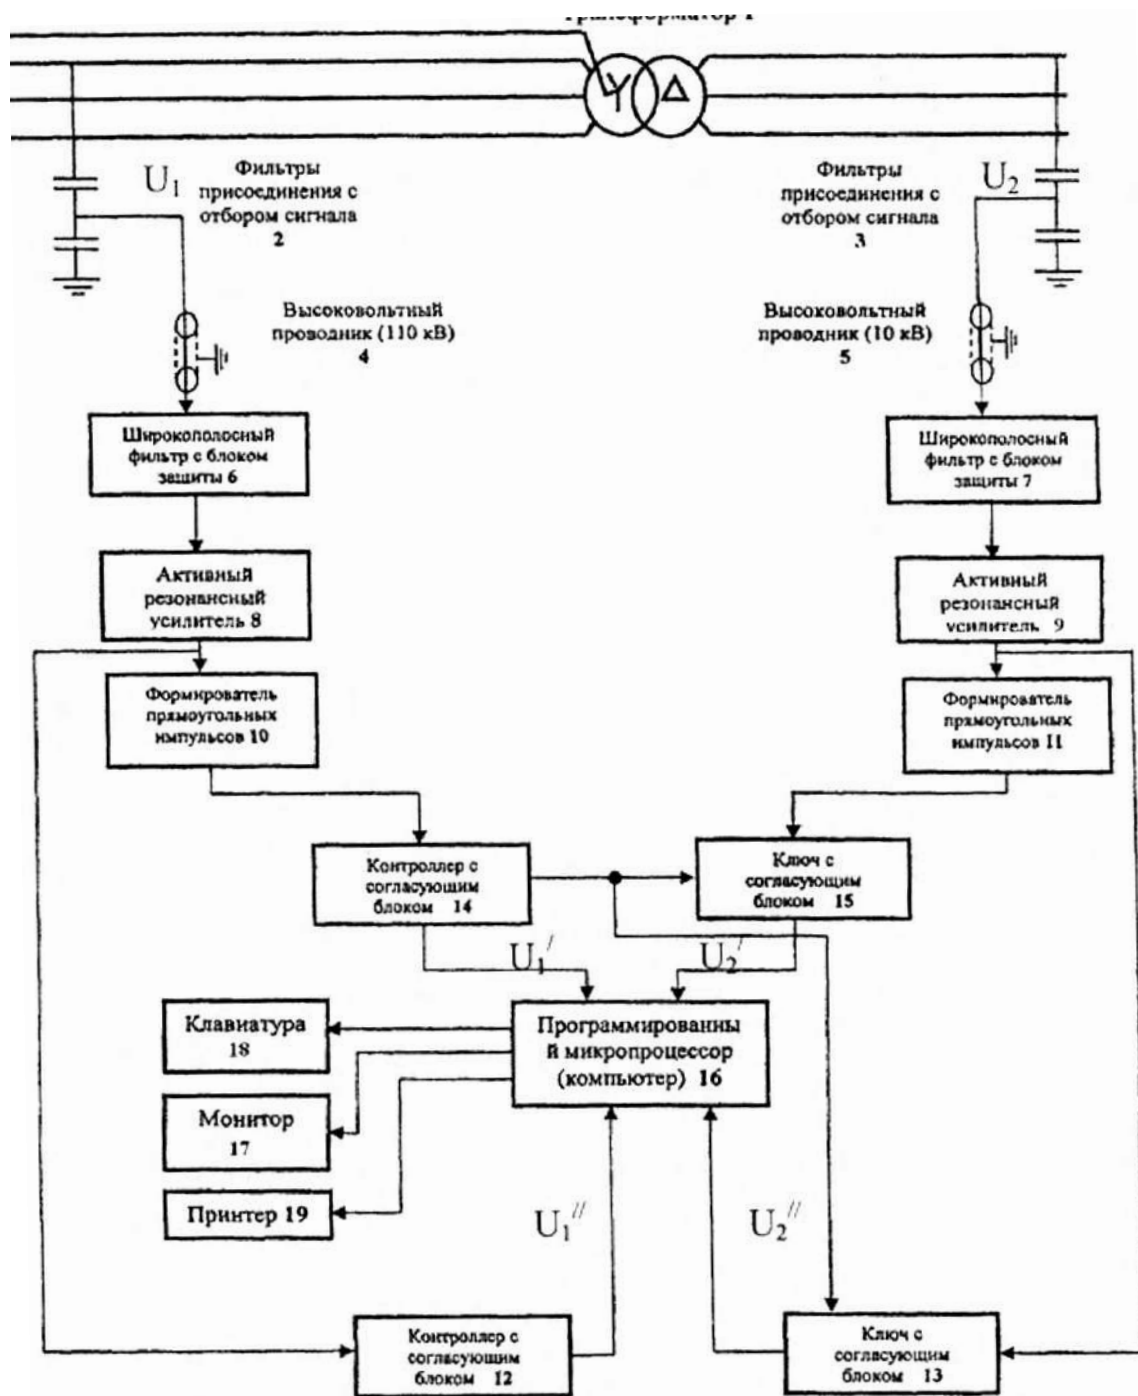 Трансформатор 1
U1
Фильтры
присоединения с
отбором сигнала
2
Фильтры
присоединения с
отбором сигнала
3
U2
Высоковольтный
проводник (110 кВ)
4
Высоковольтный
проводник (10 кВ)
5
Широкополосный
фильтр с блоком
защиты 6
Широкополосный
фильтр с блоком
защиты 7
Активный
резонансный
усилитель 8
Активный
резонансный
усилитель 9
Формирователь
прямоугольных
импульсов 10
Формирователь
прямоугольных
импульсов 11
Контроллер с
согласующим
блоком 14
Ключ с
согласующим
блоком 15
U1/
U2/
Клавиатура
18
Программированны
й микропроцессор
(компьютер) 16
Монитор
17
Принтер 19
U1//
U2//
Контроллер с
согласующим
блоком 12
Ключ с
согласующим
блоком 13